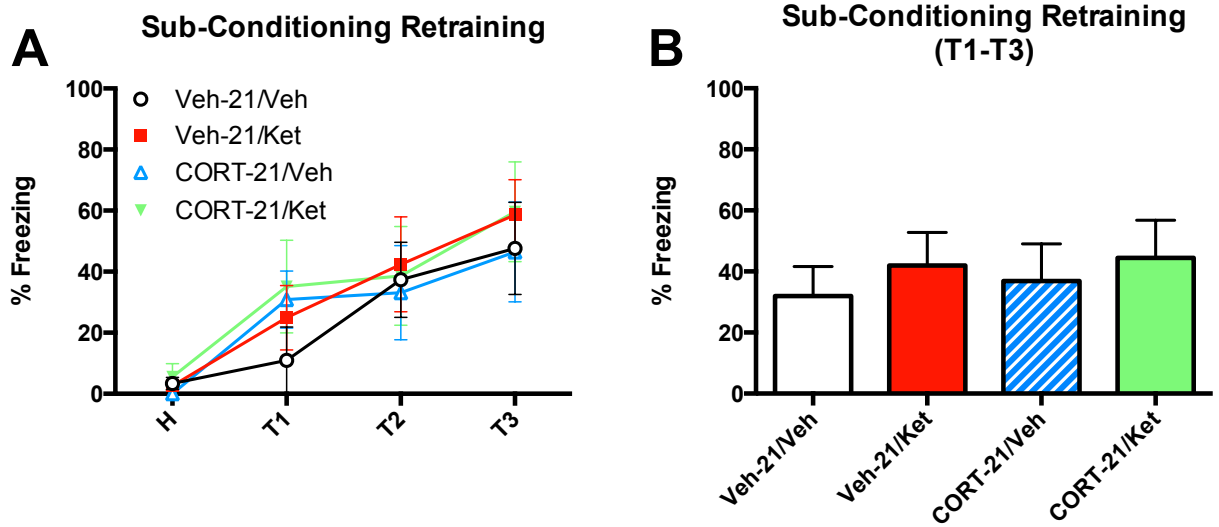 A
Sub-Conditioning Retraining
% Freezing
100
80
60
40
20
0
Veh-21/Veh
Veh-21/Ket
CORT-21/Veh
CORT-21/Ket
H
T1
T2
T3
B
Sub-Conditioning Retraining
(T1-T3)
% Freezing
100
80
60
40
20
0
Veh-21/Veh
Veh-21/Ket
CORT-21/Veh
CORT-21/Ket